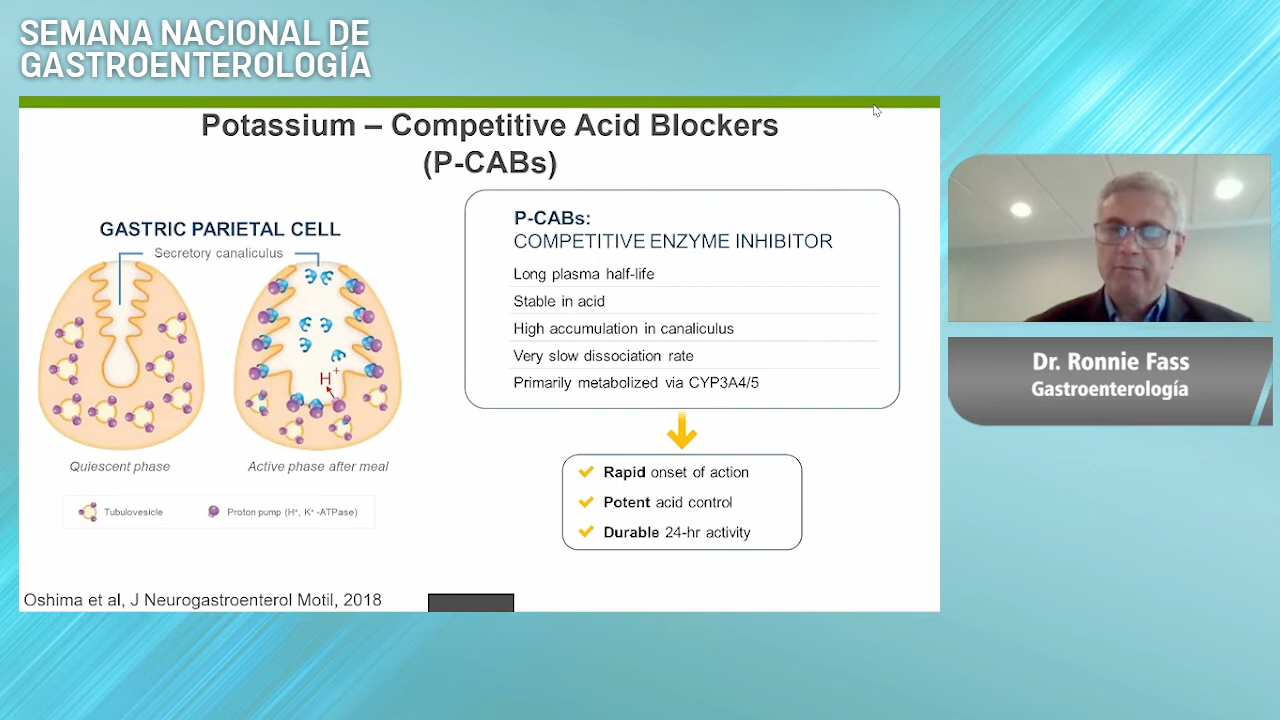 SEMANA NACIONAL DE
GASTROENTEROLOGÍA
Potassium – Competitive Acid Blockers
(P-CABs)
GASTRIC PARIETAL CELL
Secretory canaliculus
H+
Quiescent phase
Active phase after meal
Tubulovesicle
Proton pump (H+, K+ -ATPase)
P-CABs:
COMPETITIVE ENZYME INHIBITOR
Long plasma half-life
Stable in acid
High accumulation in canaliculus
Very slow dissociation rate
Primarily metabolized via CYP3A4/5
Rapid onset of action
Potent acid control
Durable 24-hr activity
Oshima et al, J Neurogastroenterol Motil, 2018
Dr. Ronnie Fass
Gastroenterología